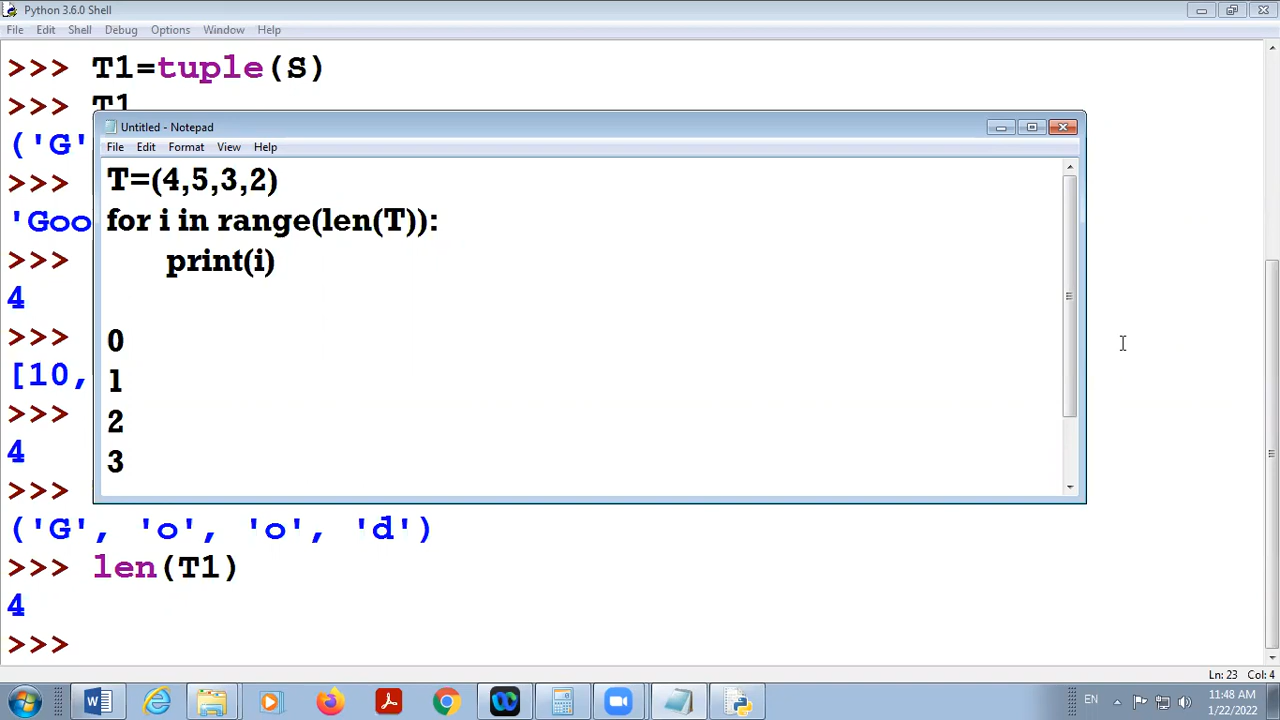 Python 3.6.0 Shell
File Edit Shell Debug Options Window Help
>>> T1=tuple(S)
>>> T1
('G'
>>>
'Goo
>>>
4
>>>
[10,
>>>
4
>>>
('G', 'o', 'o', 'd')
>>> len(T1)
4
>>>
Untitled - Notepad
File Edit Format View Help
T=(4,5,3,2)
for i in range(len(T)):
print(i)
0
1
2
3
Ln: 23 Col: 4
EN
11:48 AM
1/22/2022